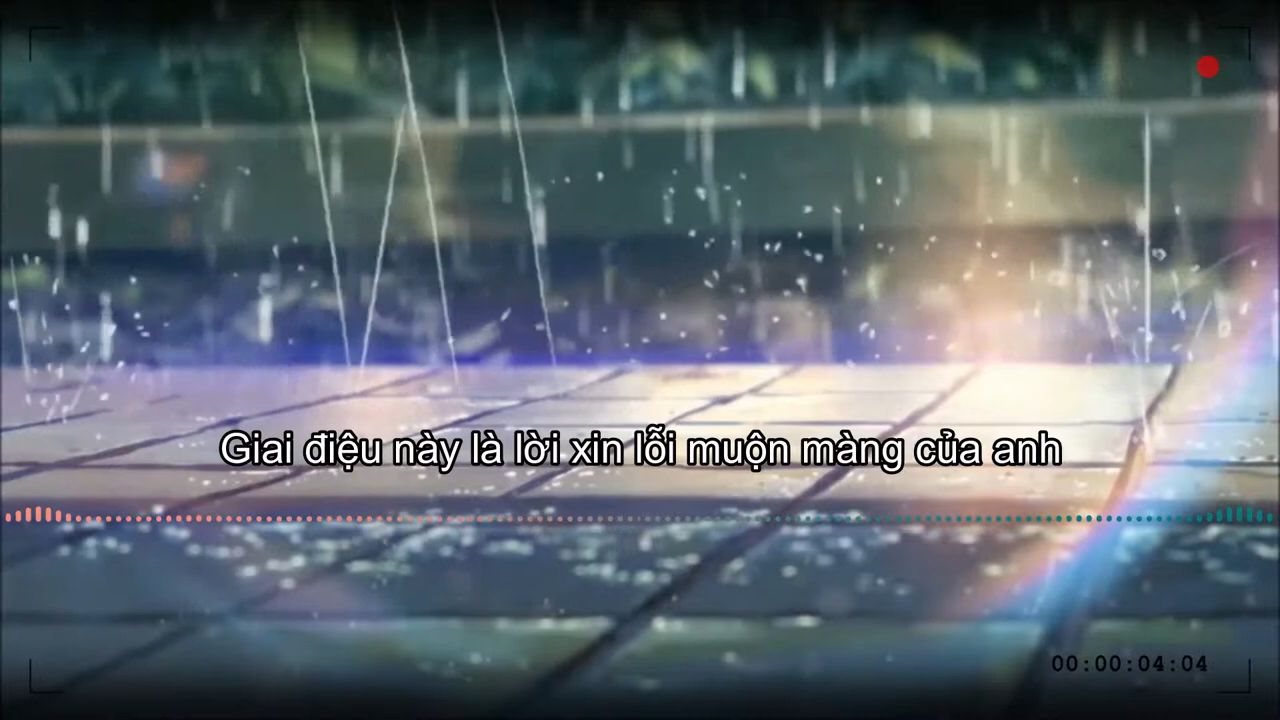 Giai điệu này là lời xin lỗi muộn màng của anh
00:00:04:04